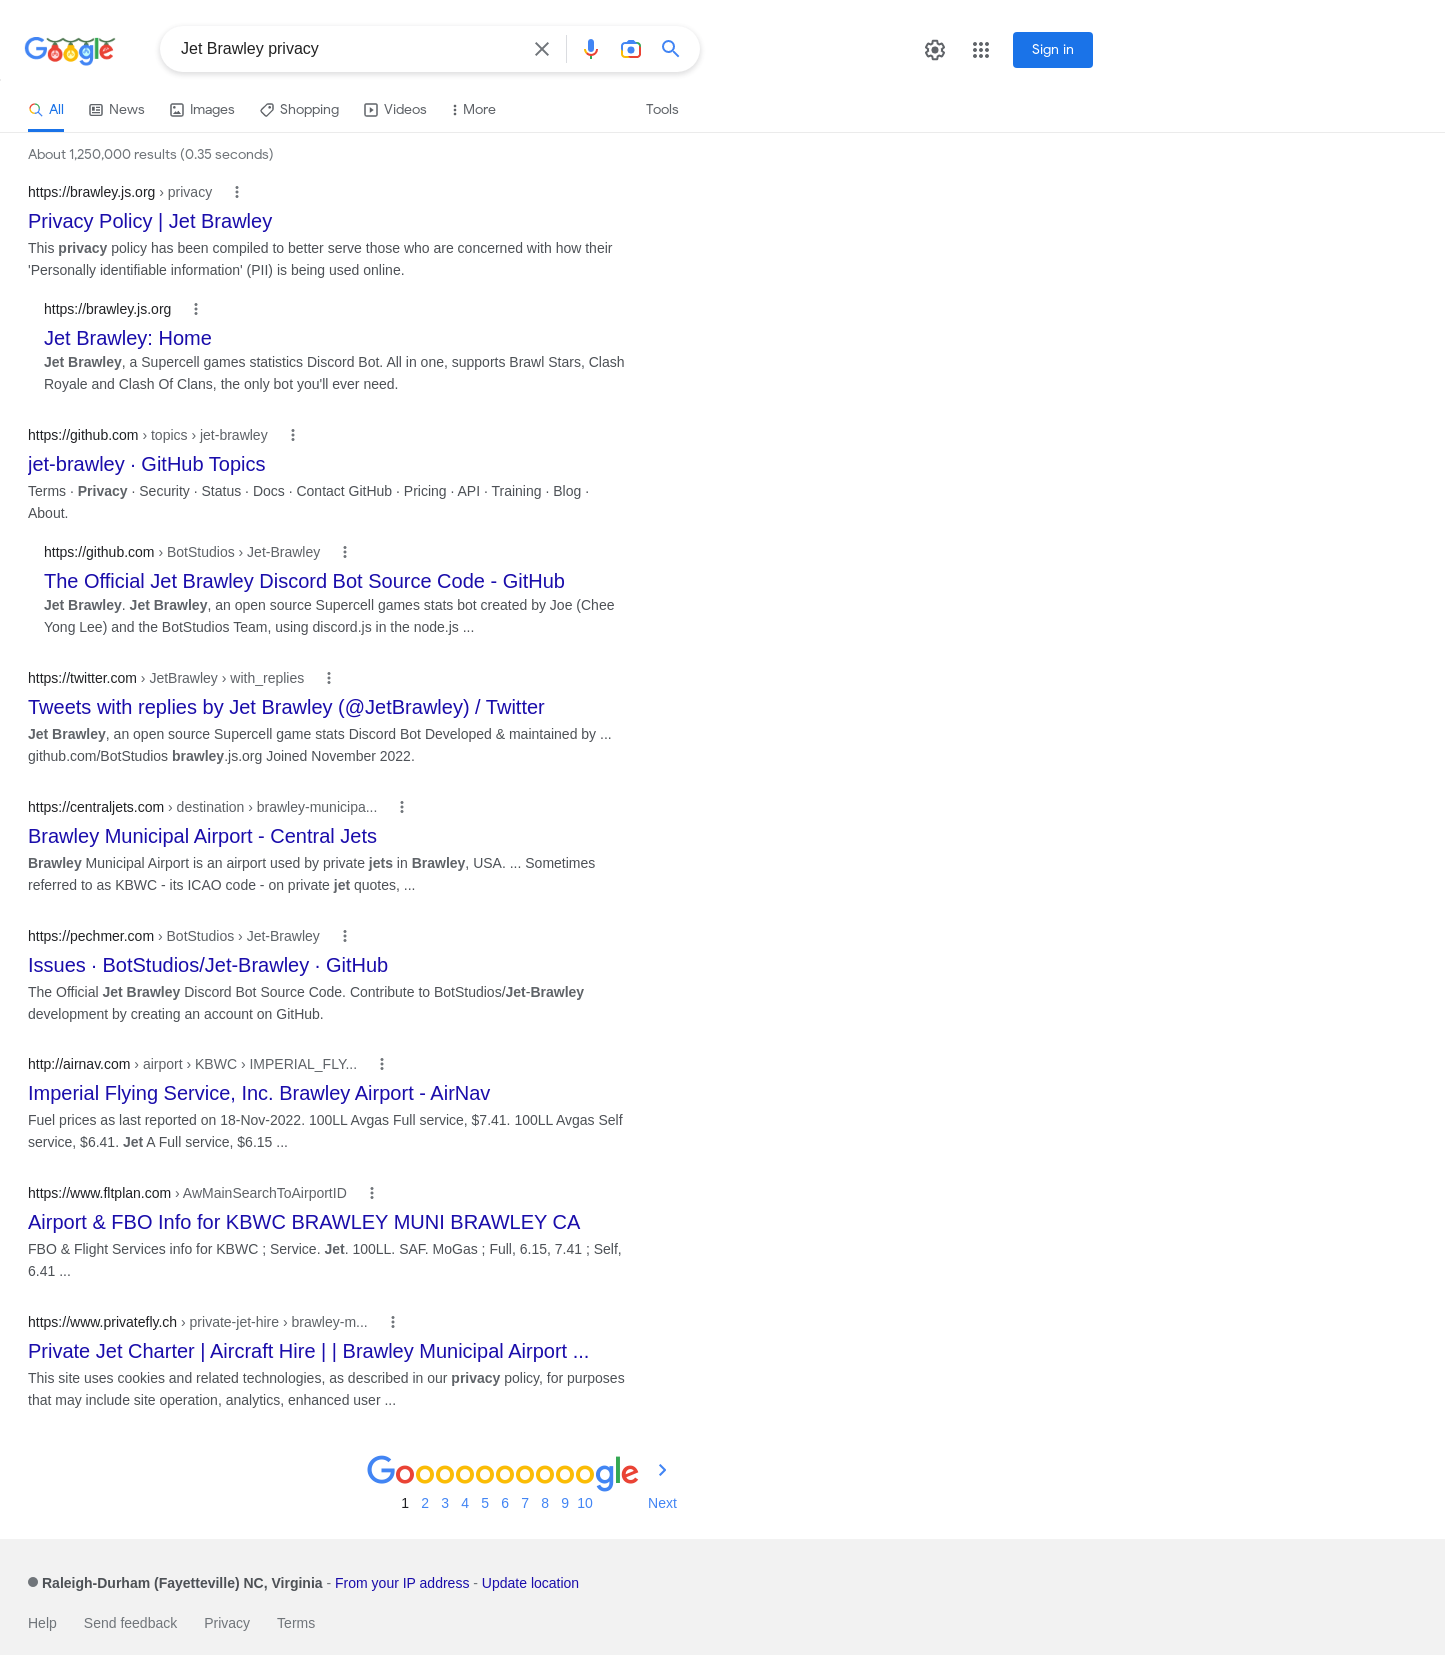 Google
Jet Brawley privacy
Sign in
All News Images Shopping Videos More Tools
About 1,250,000 results (0.35 seconds)
https://brawley.js.org › privacy
Privacy Policy | Jet Brawley
This privacy policy has been compiled to better serve those who are concerned with how their
'Personally identifiable information' (PII) is being used online.
https://brawley.js.org
Jet Brawley: Home
Jet Brawley, a Supercell games statistics Discord Bot. All in one, supports Brawl Stars, Clash
Royale and Clash Of Clans, the only bot you'll ever need.
https://github.com › topics › jet-brawley
jet-brawley · GitHub Topics
Terms · Privacy · Security · Status · Docs · Contact GitHub · Pricing · API · Training · Blog ·
About.
https://github.com › BotStudios › Jet-Brawley
The Official Jet Brawley Discord Bot Source Code - GitHub
Jet Brawley. Jet Brawley, an open source Supercell games stats bot created by Joe (Chee
Yong Lee) and the BotStudios Team, using discord.js in the node.js ...
https://twitter.com › JetBrawley › with_replies
Tweets with replies by Jet Brawley (@JetBrawley) / Twitter
Jet Brawley, an open source Supercell game stats Discord Bot Developed & maintained by ...
github.com/BotStudios brawley.js.org Joined November 2022.
https://centraljets.com › destination › brawley-municipa...
Brawley Municipal Airport - Central Jets
Brawley Municipal Airport is an airport used by private jets in Brawley, USA. ... Sometimes
referred to as KBWC - its ICAO code - on private jet quotes, ...
https://pechmer.com › BotStudios › Jet-Brawley
Issues · BotStudios/Jet-Brawley · GitHub
The Official Jet Brawley Discord Bot Source Code. Contribute to BotStudios/Jet-Brawley
development by creating an account on GitHub.
http://airnav.com › airport › KBWC › IMPERIAL_FLY...
Imperial Flying Service, Inc. Brawley Airport - AirNav
Fuel prices as last reported on 18-Nov-2022. 100LL Avgas Full service, $7.41. 100LL Avgas Self
service, $6.41. Jet A Full service, $6.15 ...
https://www.fltplan.com › AwMainSearchToAirportID
Airport & FBO Info for KBWC BRAWLEY MUNI BRAWLEY CA
FBO & Flight Services info for KBWC ; Service. Jet. 100LL. SAF. MoGas ; Full, 6.15, 7.41 ; Self,
6.41 ...
https://www.privatefly.ch › private-jet-hire › brawley-m...
Private Jet Charter | Aircraft Hire | | Brawley Municipal Airport ...
This site uses cookies and related technologies, as described in our privacy policy, for purposes
that may include site operation, analytics, enhanced user ...
Goooooooooogle
1 2 3 4 5 6 7 8 9 10 Next
Raleigh-Durham (Fayetteville) NC, Virginia - From your IP address - Update location
Help Send feedback Privacy Terms